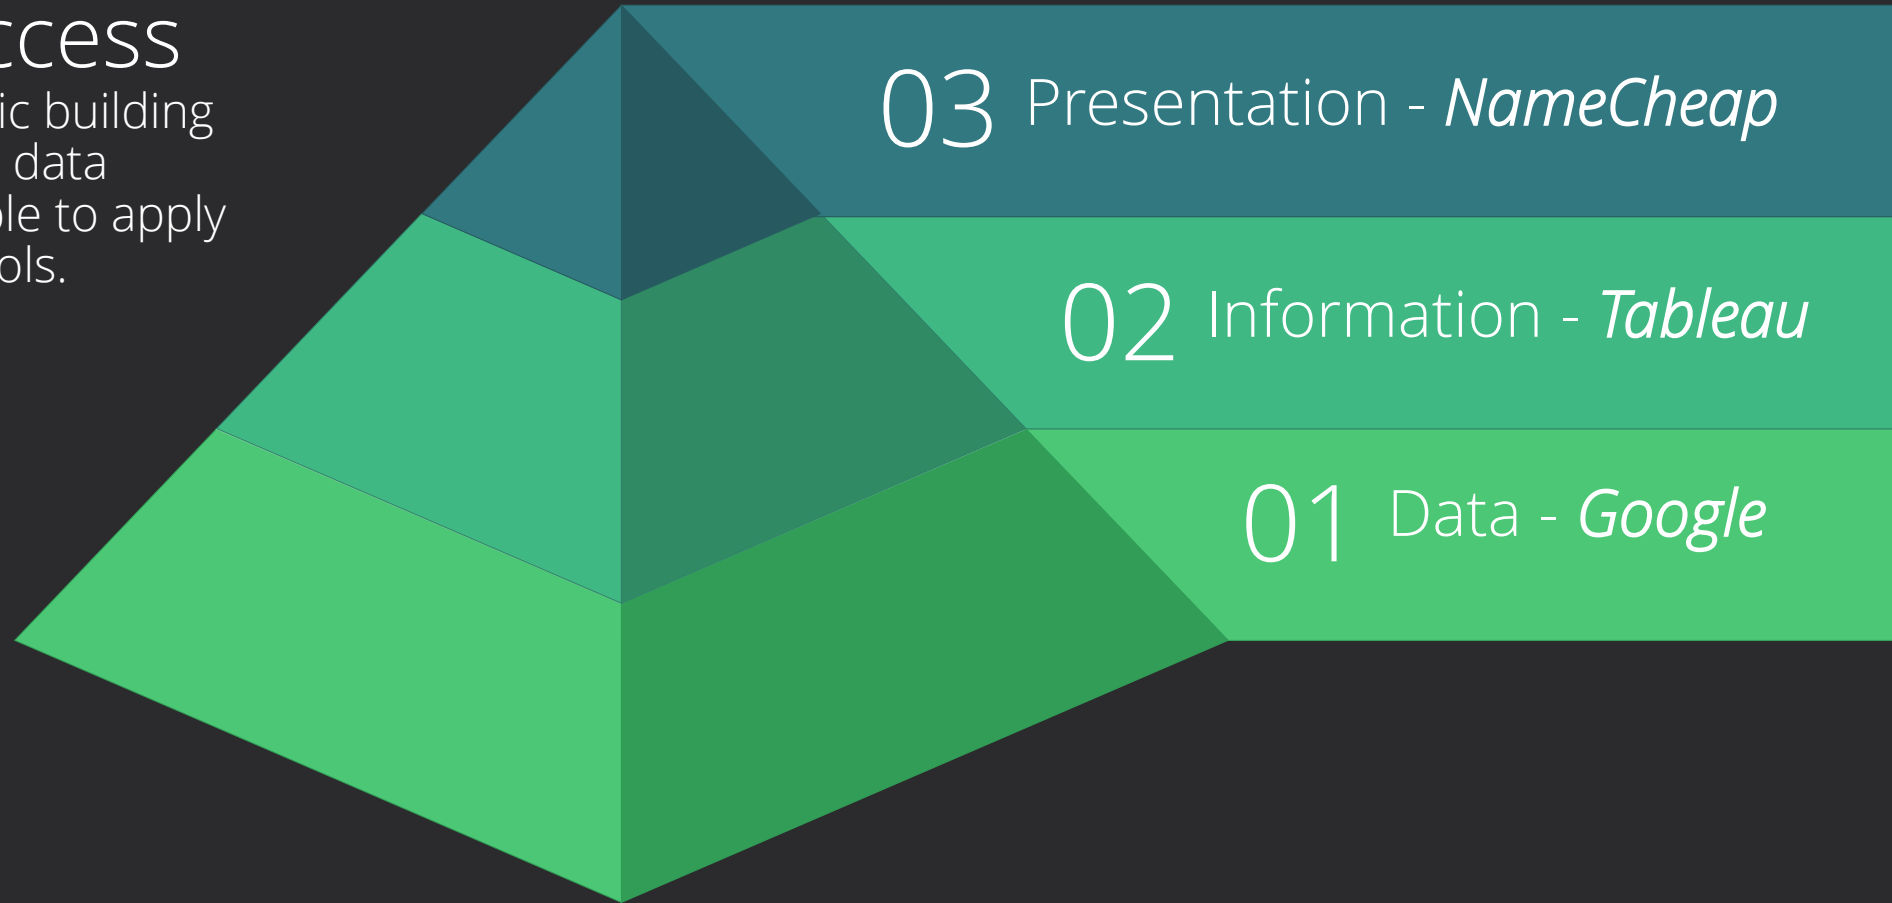 ccess
ic building
data
le to apply
ols.
03 Presentation - NameCheap
02 Information - Tableau
01 Data - Google